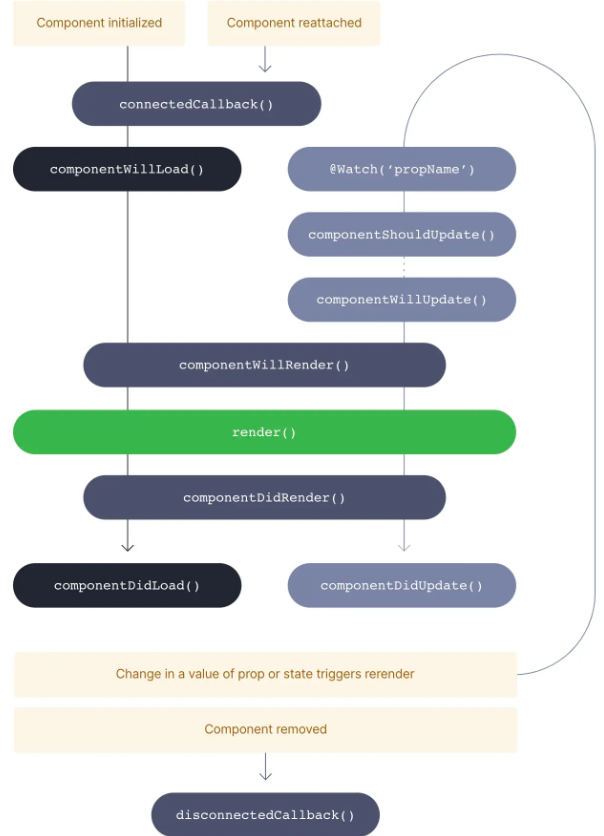 Component initialized
Component reattached
connectedCallback()
componentWillLoad()
@Watch(‘propName’)
componentShouldUpdate()
componentWillUpdate()
componentWillRender()
render()
componentDidRender()
componentDidLoad()
componentDidUpdate()
Change in a value of prop or state triggers rerender
Component removed
disconnectedCallback()